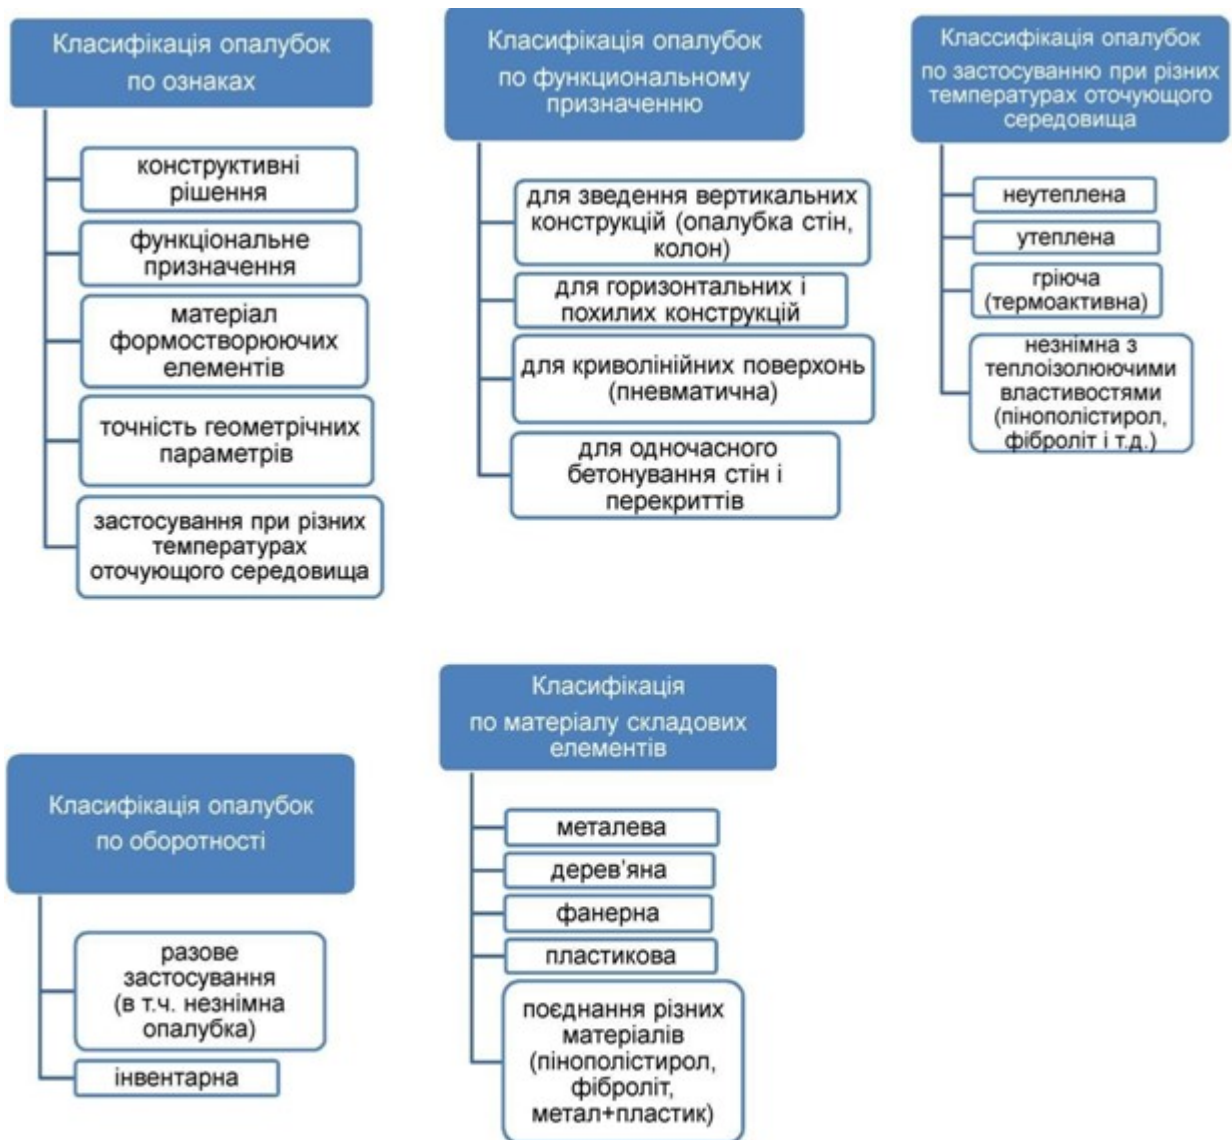 Класифікація опалубок
по ознаках
конструктивні
рішення
функціональне
призначення
матеріал
формостворюючих
елементів
точність геометрічних
параметрів
застосування при різних
температурах
оточующого середовища
Класифікація опалубок
по функциональному
призначенню
для зведення вертикальних
конструкцій (опалубка стін,
колон)
для горизонтальних і
похилих конструкцій
для криволінійних поверхонь
(пневматична)
для одночасного
бетонування стін і
перекриттів
Классифікація опалубок
по застосуванню при різних
температурах оточующого
середовища
неутеплена
утеплена
гріюча
(термоактивна)
незнімна з
теплоізолюючими
властивостями
(пінополістирол,
фіброліт і т.д.)
Класифікація опалубок
по оборотності
разове
застосування
(в т.ч. незнімна
опалубка)
інвентарна
Класифікація
по матеріалу складових
елементів
металева
дерев'яна
фанерна
пластикова
поєднання різних
матеріалів
(пінополістирол,
фіброліт,
метал+пластик)